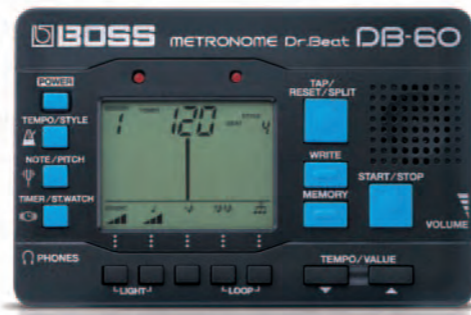 BOSS METRONOME Dr.Beat DB-60
POWER
TAP/
RESET/SPLIT
TEMPO/STYLE
1 120 4
NOTE/PITCH
WRITE
TIMER/ST.WATCH
MEMORY
START/STOP
VOLUME
PHONES
TEMPO/VALUE
LIGHT
LOOP